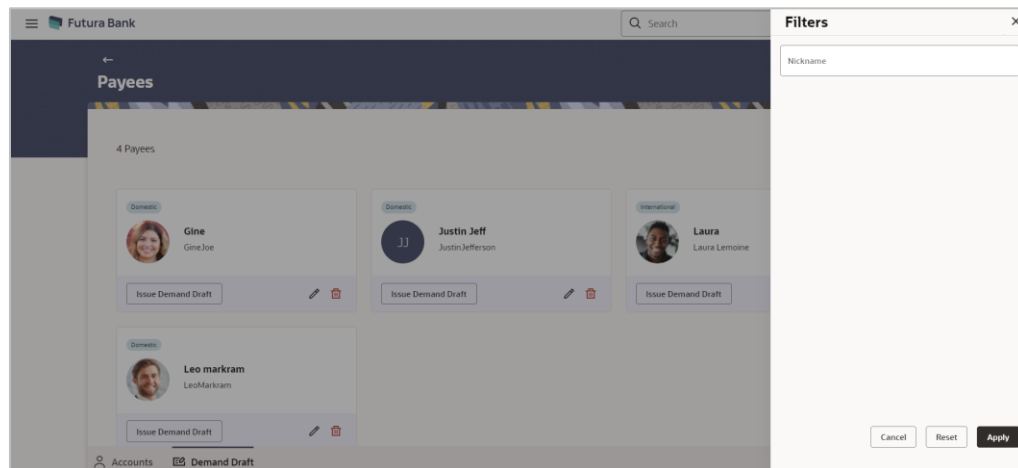 Futura Bank
Search
Filters
Nickname
Payees
4 Payees
Domestic
Gine
GineJoe
Issue Demand Draft
Domestic
JJ
Justin Jeff
JustinJefferson
Issue Demand Draft
International
Laura
Laura Lemoine
Issue Demand Draft
Domestic
Leo markram
LeoMarkram
Issue Demand Draft
Cancel
Reset
Apply
Accounts
Demand Draft